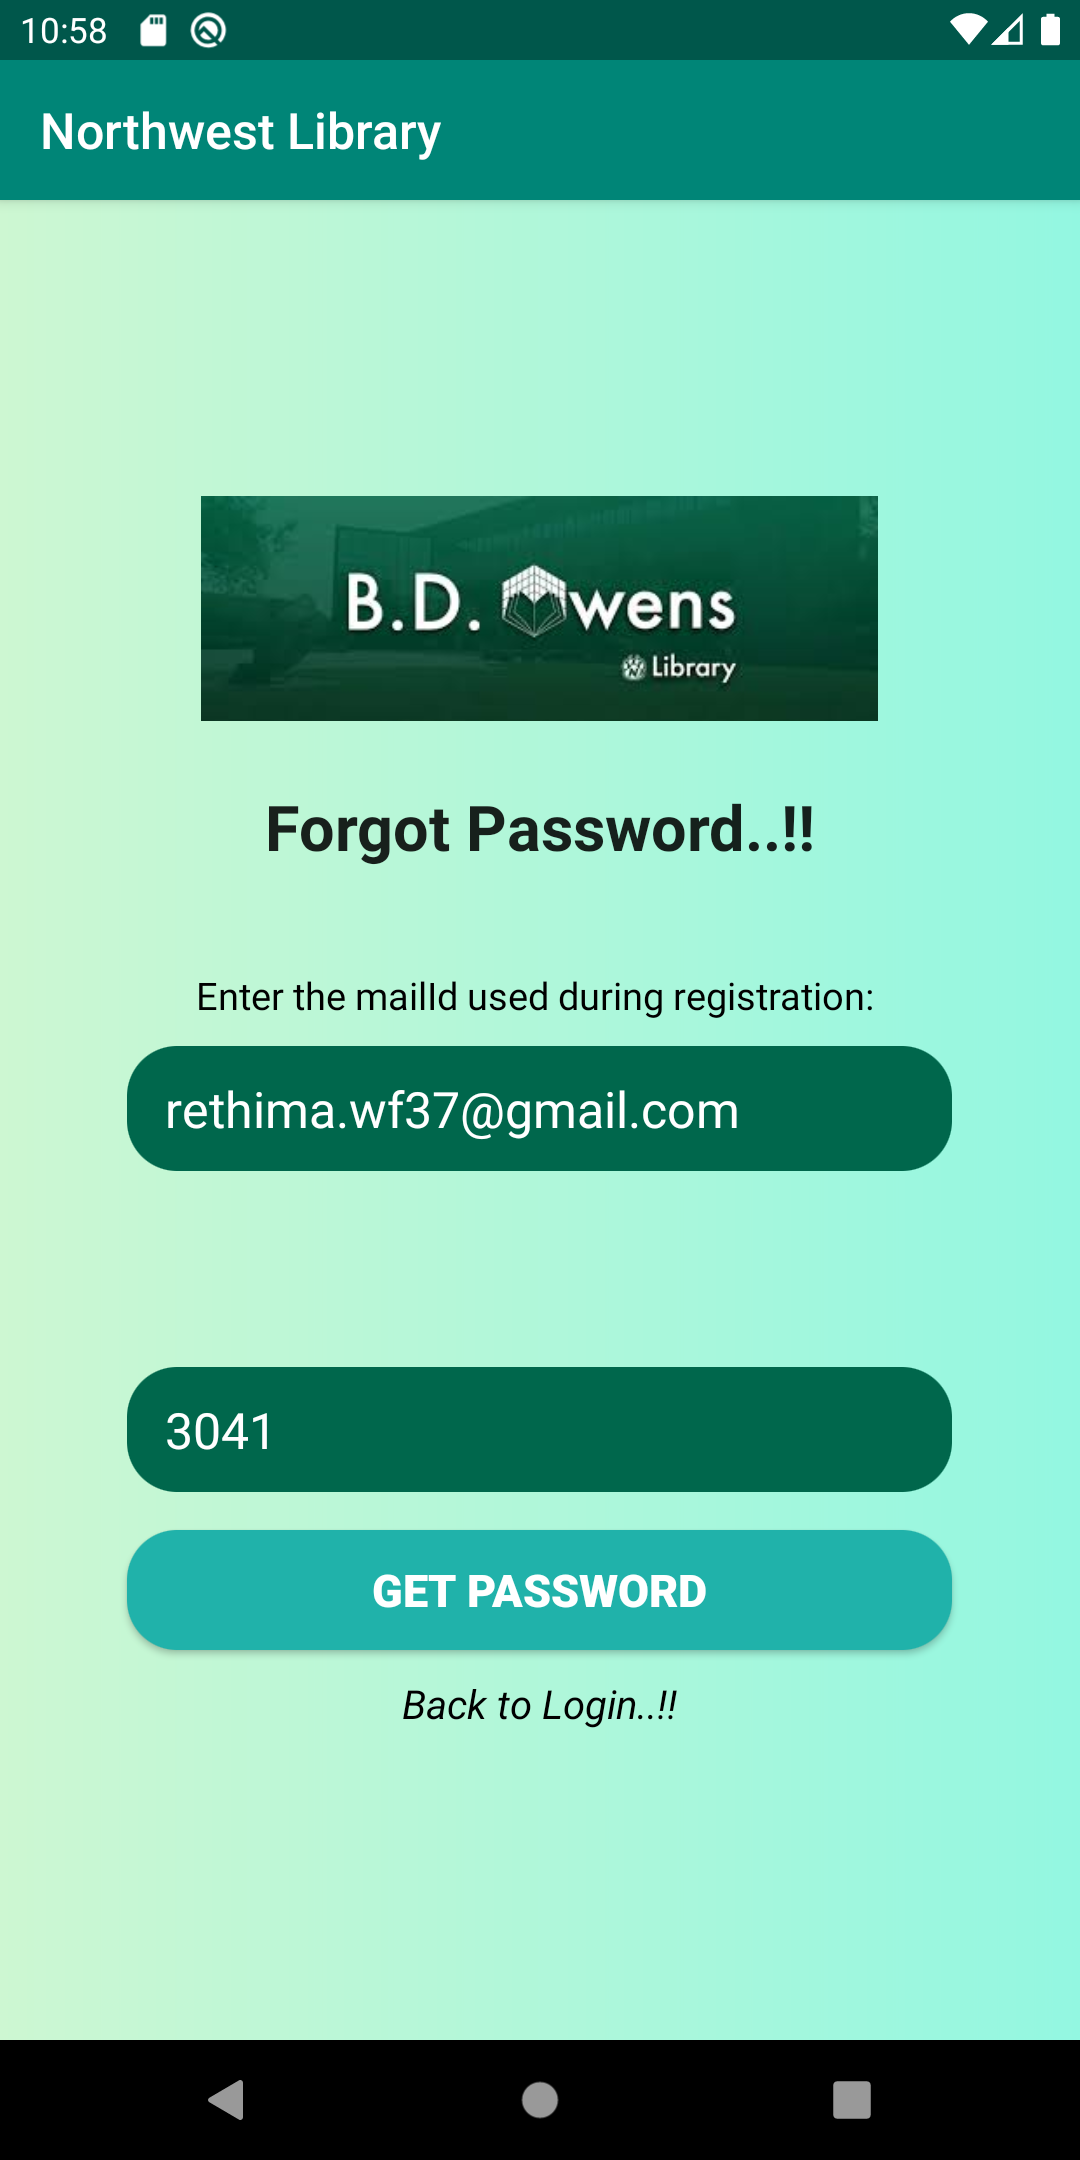 10:58
Northwest Library
B.D. Owens
Library
Forgot Password..!!
Enter the mailId used during registration:
rethima.wf37@gmail.com
3041
GET PASSWORD
Back to Login..!!